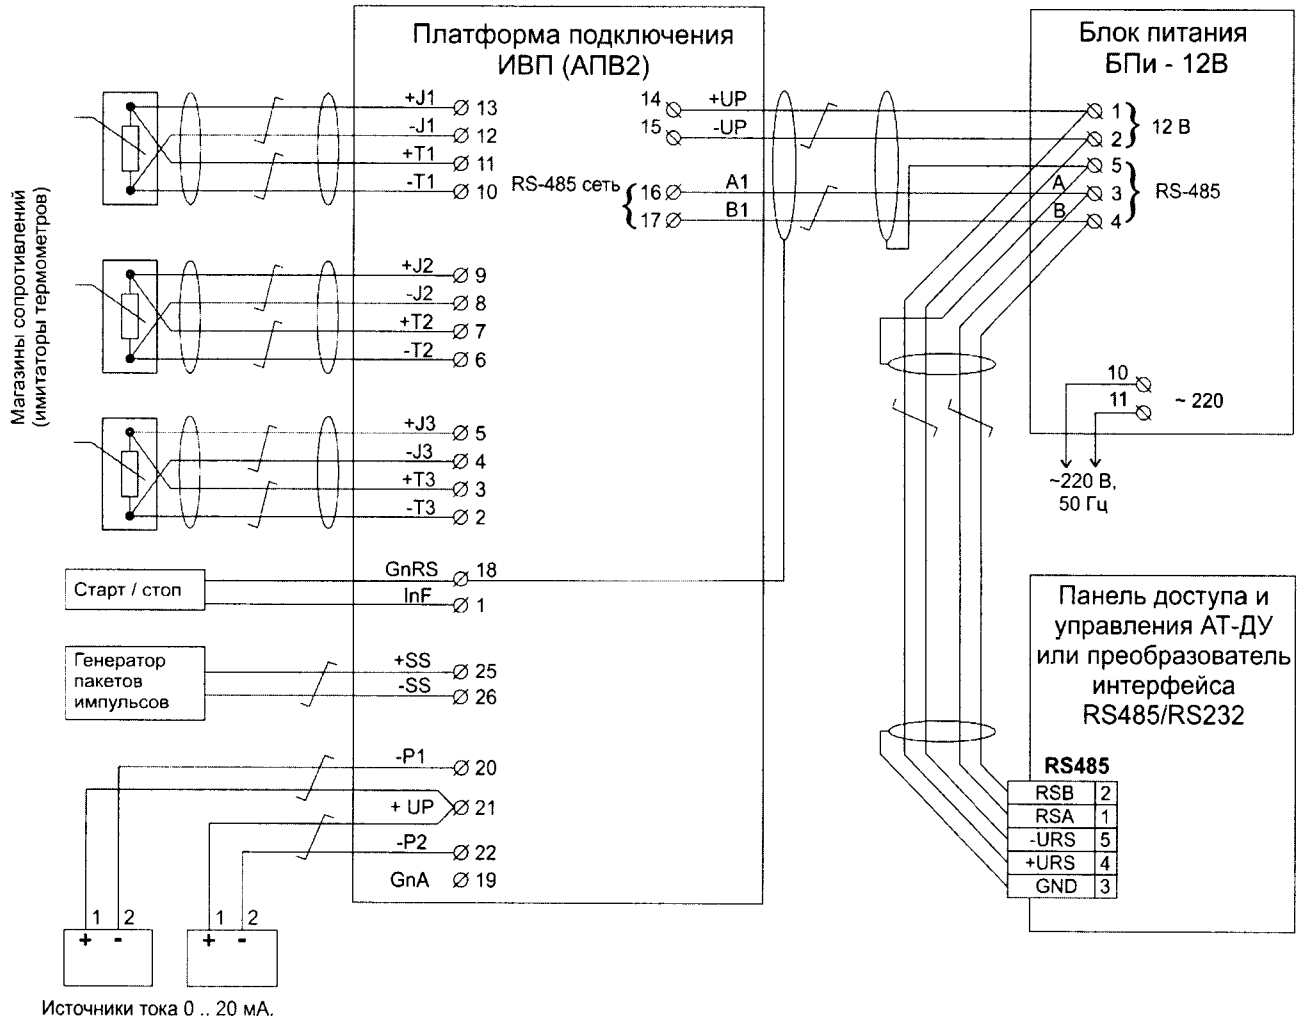 Платформа подключения
ИВП (АПВ2)
Блок питания
БПи - 12В
Магазины сопротивлений
(имитаторы термометров)
+J1 13
-J1 12
+T1 11
-T1 10
+J2 9
-J2 8
+T2 7
-T2 6
+J3 5
-J3 4
+T3 3
-T3 2
14 +UP
15 -UP
RS-485 сеть
16 A1
17 B1
1
2
12 В
5
A 3
B 4
RS-485
10
11
~ 220
~220 В,
50 Гц
Старт / стоп
GnRS 18
InF 1
Генератор
пакетов
импульсов
+SS 25
-SS 26
-P1 20
+ UP 21
-P2 22
GnA 19
1 2
+ -
1 2
+ -
Источники тока 0 .. 20 мА.
Панель доступа и
управления АТ-ДУ
или преобразователь
интерфейса
RS485/RS232
RS485
RSB 2
RSA 1
-URS 5
+URS 4
GND 3